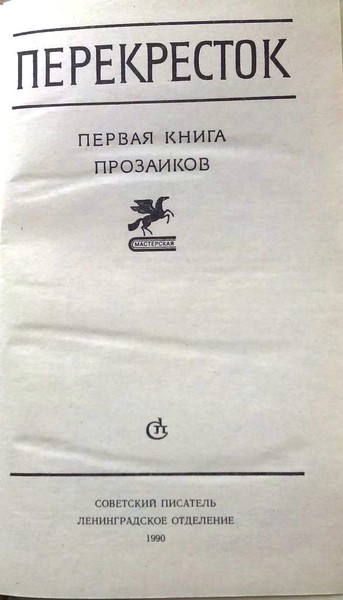 ПЕРЕКРЕСТОК
ПЕРВАЯ КНИГА
ПРОЗАИКОВ
МАСТЕРСКАЯ
СОВЕТСКИЙ ПИСАТЕЛЬ
ЛЕНИНГРАДСКОЕ ОТДЕЛЕНИЕ
1990